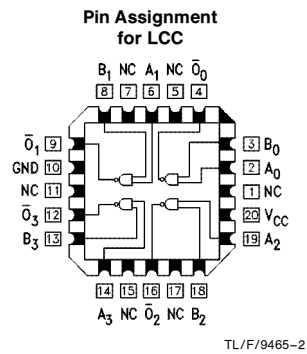 Pin Assignment
for LCC
B1 NC A1 NC Ō0
8 7 6 5 4
Ō1 9
GND 10
NC 11
Ō3 12
B3 13
3 B0
2 A0
1 NC
20 VCC
19 A2
14 15 16 17 18
A3 NC Ō2 NC B2
TL/F/9465–2